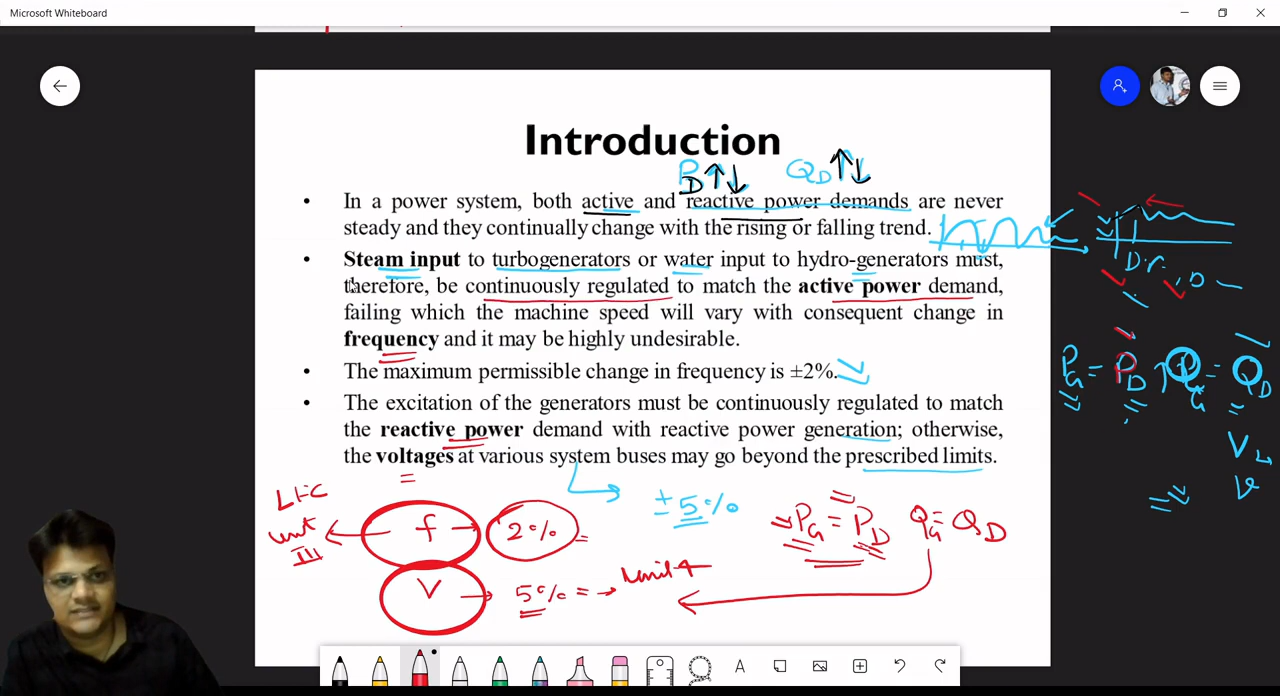 Microsoft Whiteboard
Introduction
P D ↑↓ Q D ↑↓
• In a power system, both active and reactive power demands are never
steady and they continually change with the rising or falling trend.
• Steam input to turbogenerators or water input to hydro-generators must,
therefore, be continuously regulated to match the active power demand,
failing which the machine speed will vary with consequent change in
frequency and it may be highly undesirable.
• The maximum permissible change in frequency is ±2%.
• The excitation of the generators must be continuously regulated to match
the reactive power demand with reactive power generation; otherwise,
the voltages at various system buses may go beyond the prescribed limits.
PG = PD
QG = QD
V
± 5%
LFC
Unit
III
f → 2%
PG = PD QG = QD
V → 5% = → Unit 4
A